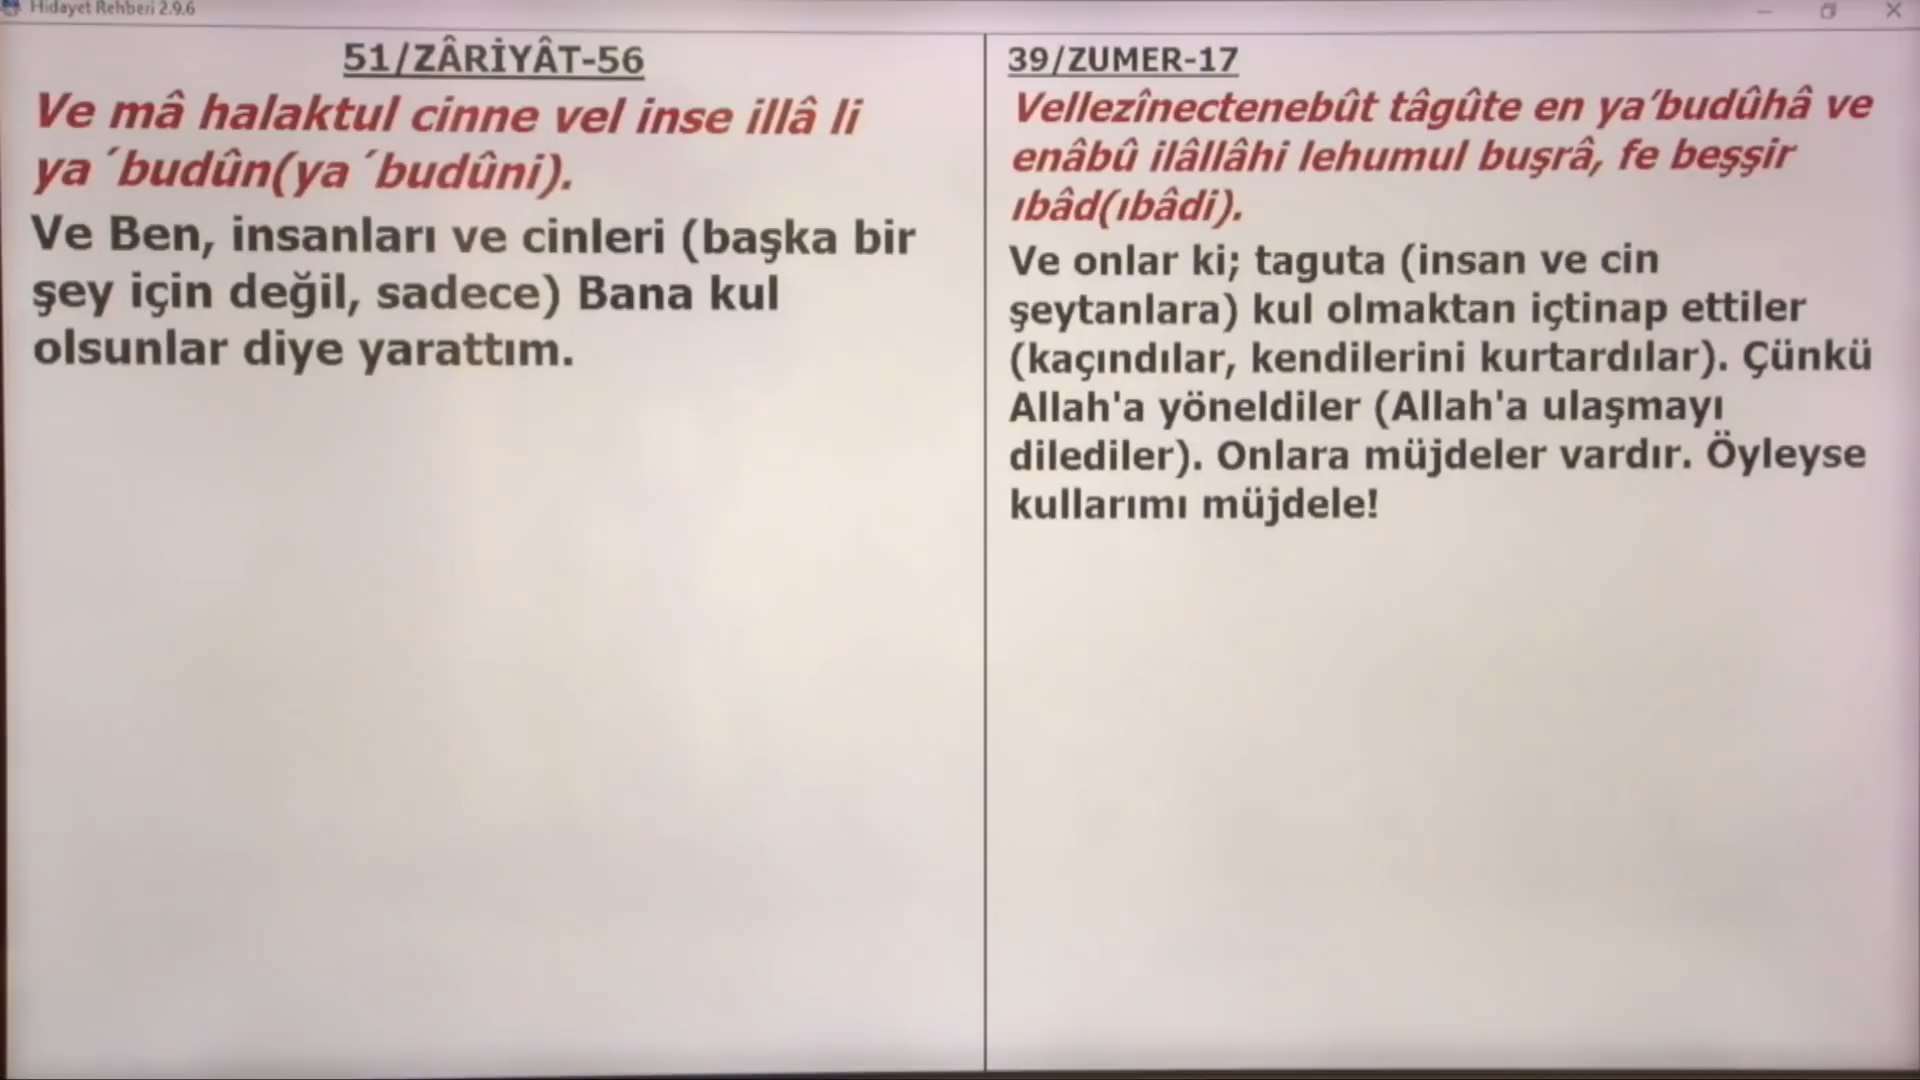 Hidayet Rehberi 2.9.6
51/ZÂRİYÂT-56
Ve mâ halaktul cinne vel inse illâ li
ya´budûn(ya´budûni).
Ve Ben, insanları ve cinleri (başka bir
şey için değil, sadece) Bana kul
olsunlar diye yarattım.
39/ZUMER-17
Vellezînectenebût tâgûte en ya’budûhâ ve
enâbû ilâllâhi lehumul buşrâ, fe beşşir
ıbâd(ıbâdi).
Ve onlar ki; taguta (insan ve cin
şeytanlara) kul olmaktan içtinap ettiler
(kaçındılar, kendilerini kurtardılar). Çünkü
Allah'a yöneldiler (Allah'a ulaşmayı
dilediler). Onlara müjdeler vardır. Öyleyse
kullarımı müjdele!